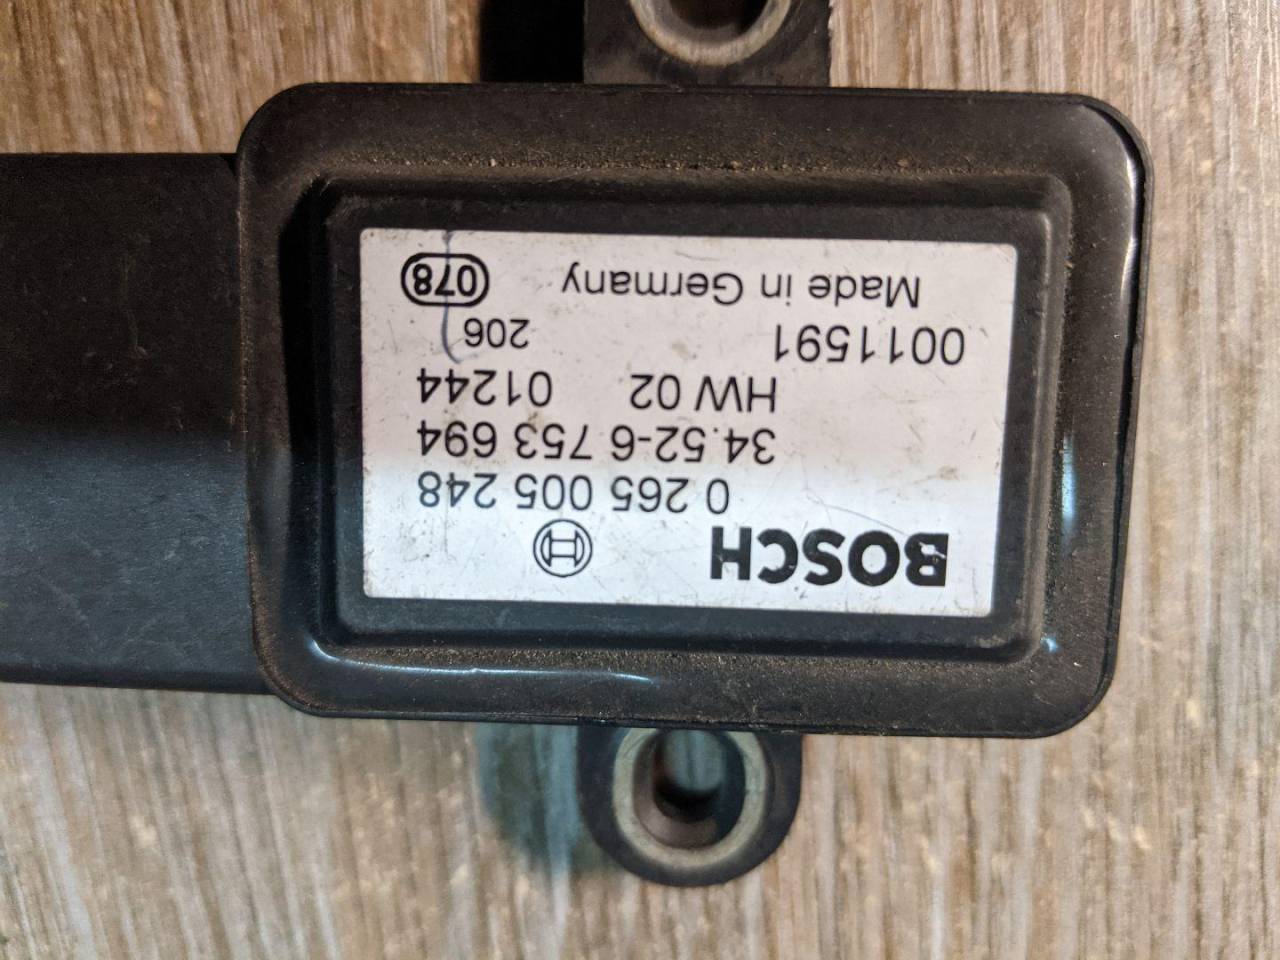 BOSCH
0 265 005 248
34.52-6 753 694
HW 02 01244
0011591 206
Made in Germany 078